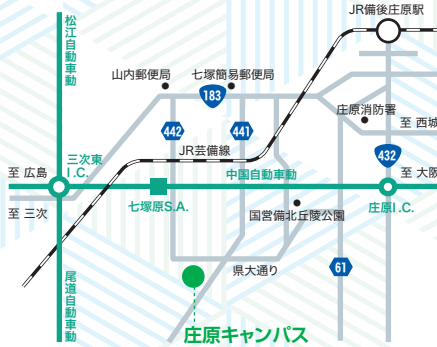 JR備後庄原駅
松江自動車動
山内郵便局
七塚簡易郵便局
183
庄原消防署
442
441
至 西城
JR芸備線
432
三次東
I.C.
至 広島
中国自動車動
至 大阪
至 三次
七塚原S.A.
国営備北丘陵公園
庄原I.C.
県大通り
61
尾道自動車動
庄原キャンパス